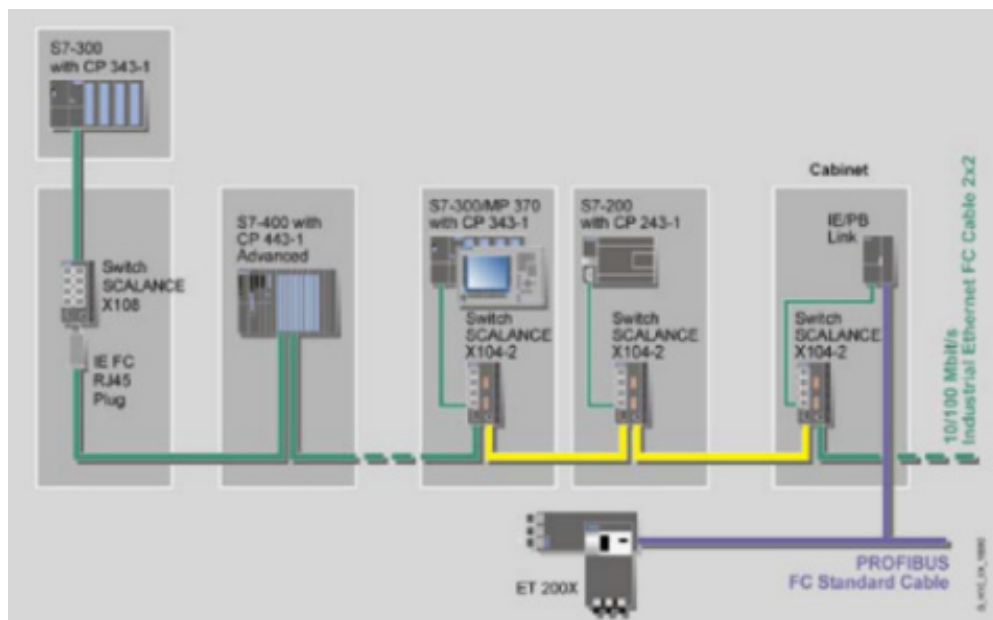 S7-300
with CP 343-1
Switch
SCALANCE
X108
IE FC
RJ45
Plug
S7-400 with
CP 443-1
Advanced
S7-300/MP 370
with CP 343-1
Switch
SCALANCE
X104-2
S7-200
with CP 243-1
Switch
SCALANCE
X104-2
Cabinet
IE/PB
Link
Switch
SCALANCE
X104-2
10/100 Mbit/s
Industrial Ethernet FC Cable 2x2
ET 200X
PROFIBUS
FC Standard Cable